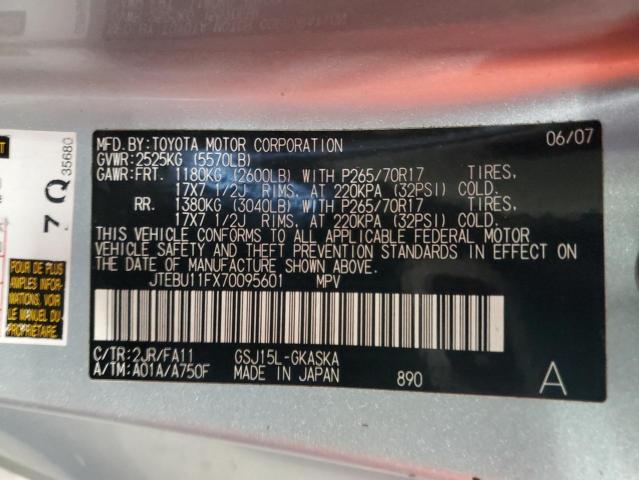 MFD. BY: TOYOTA MOTOR CORPORATION 06/07
GVWR: 2525KG (5570LB)
GAWR: FRT. 1180KG (2600LB) WITH P265/70R17 TIRES,
17X7 1/2J RIMS, AT 220KPA (32PSI) COLD.
RR. 1380KG (3040LB) WITH P265/70R17 TIRES,
17X7 1/2J RIMS, AT 220KPA (32PSI) COLD.
THIS VEHICLE CONFORMS TO ALL APPLICABLE FEDERAL MOTOR
VEHICLE SAFETY AND THEFT PREVENTION STANDARDS IN EFFECT ON
THE DATE OF MANUFACTURE SHOWN ABOVE.
JTEBU11FX70095601 MPV
C/TR: 2JR/FA11 GSJ15L-GKASKA
A/TM: A01A/A750F MADE IN JAPAN 890 A
7
35680
POUR DE PLUS
AMPLES INFOR-
MATIONS, VOIR
LE MANUEL DU
PROPRIÉTAIRE.